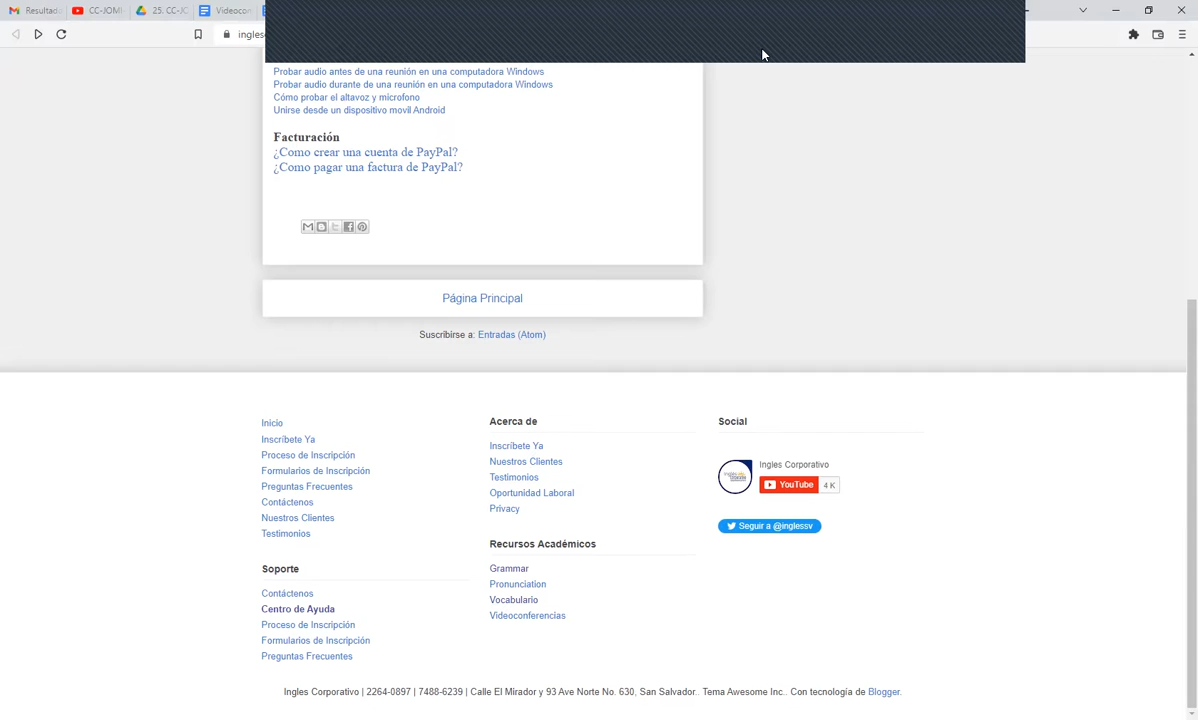 Resultad
CC-JOMI
25. CC-JC
Videocon
ingles
Probar audio antes de una reunión en una computadora Windows
Probar audio durante de una reunión en una computadora Windows
Cómo probar el altavoz y microfono
Unirse desde un dispositivo movil Android
Facturación
¿Como crear una cuenta de PayPal?
¿Como pagar una factura de PayPal?
Página Principal
Suscribirse a: Entradas (Atom)
Inicio
Inscríbete Ya
Proceso de Inscripción
Formularios de Inscripción
Preguntas Frecuentes
Contáctenos
Nuestros Clientes
Testimonios
Soporte
Contáctenos
Centro de Ayuda
Proceso de Inscripción
Formularios de Inscripción
Preguntas Frecuentes
Acerca de
Inscríbete Ya
Nuestros Clientes
Testimonios
Oportunidad Laboral
Privacy
Recursos Académicos
Grammar
Pronunciation
Vocabulario
Videoconferencias
Social
Ingles Corporativo
YouTube 4 K
Seguir a @inglessv
Ingles Corporativo | 2264-0897 | 7488-6239 | Calle El Mirador y 93 Ave Norte No. 630, San Salvador.. Tema Awesome Inc.. Con tecnología de Blogger.